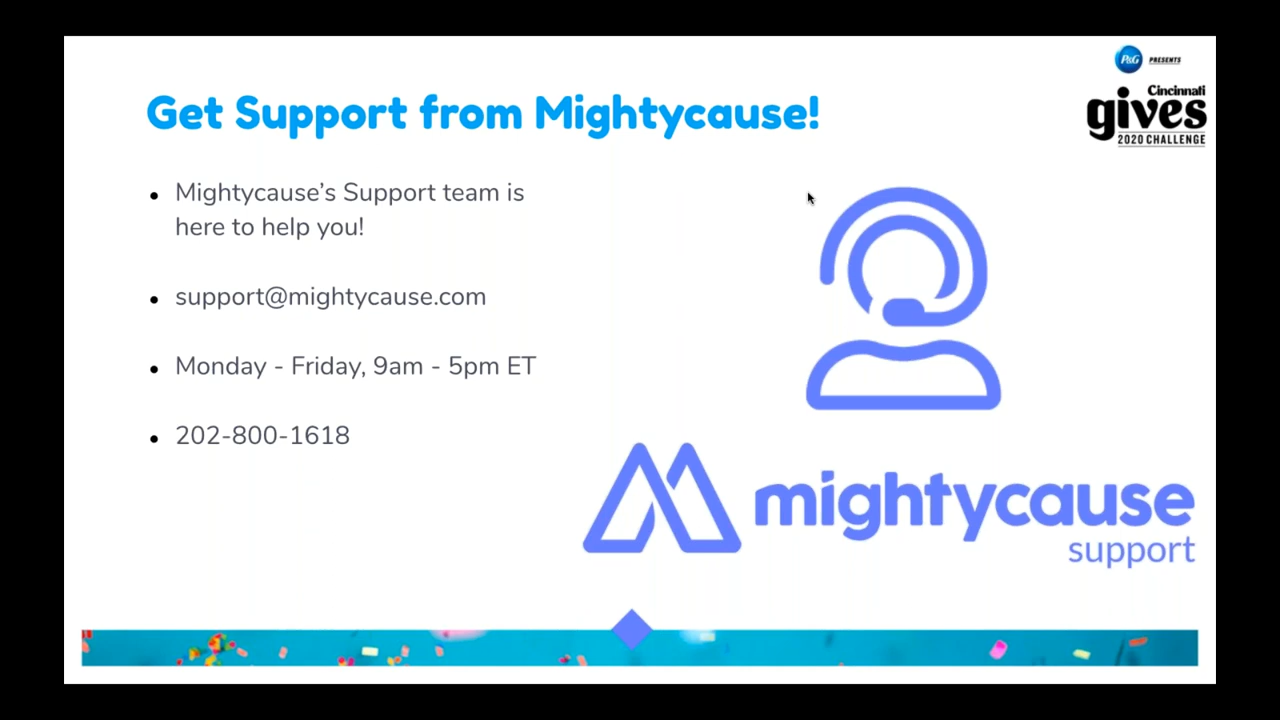 P&G PRESENTS
Cincinnati
gives
2020 CHALLENGE
Get Support from Mightycause!
• Mightycause’s Support team is
here to help you!
• support@mightycause.com
• Monday - Friday, 9am - 5pm ET
• 202-800-1618
mightycause
support